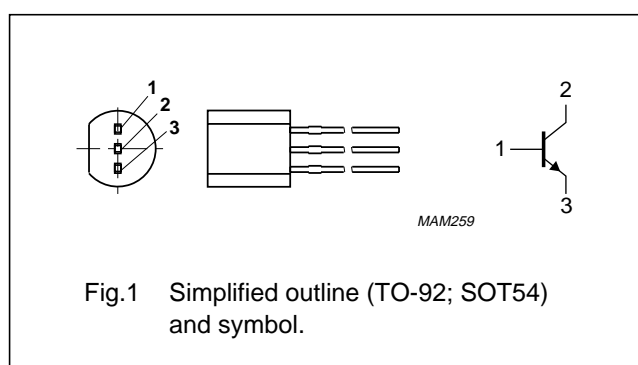 1
2
3
2
1
3
MAM259
Fig.1 Simplified outline (TO-92; SOT54)
and symbol.